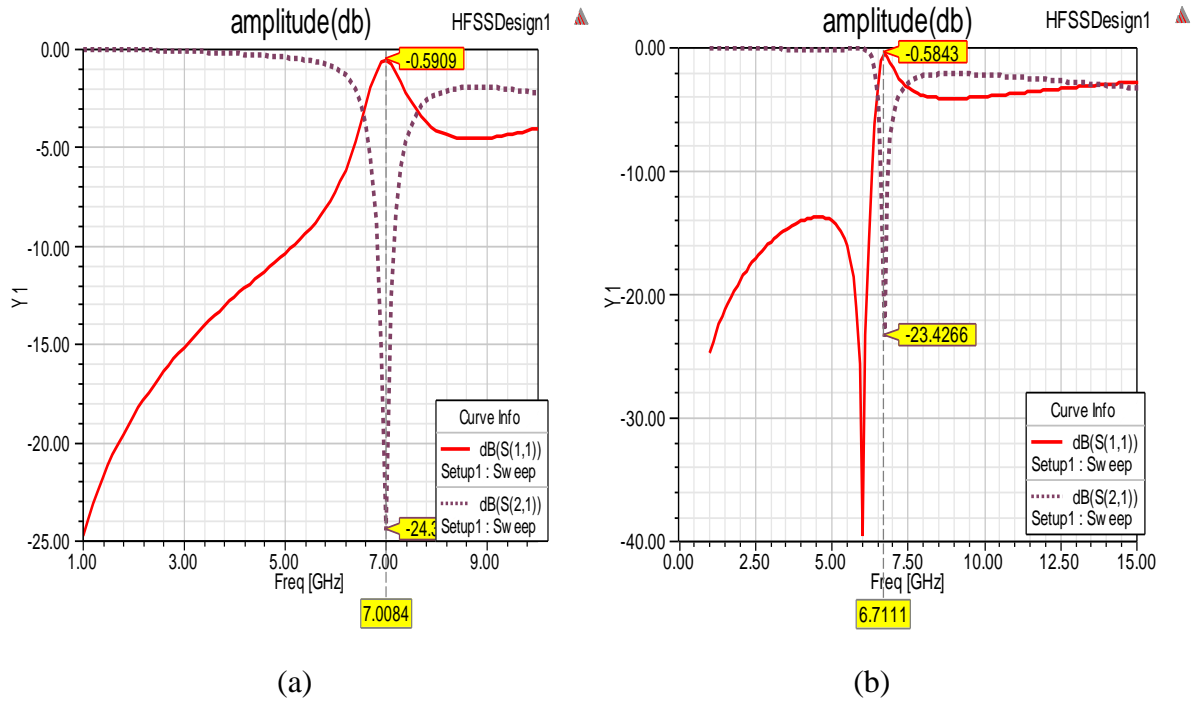 amplitude(db)
HFSSDesign1
0.00
-5.00
-10.00
-15.00
-20.00
-25.00
Y 1
-0.5909
Curve Info
dB(S(1,1))
Setup1 : Sweep
dB(S(2,1))
Setup1 : Sweep
1.00 3.00 5.00 7.00 9.00
Freq [GHz]
7.0084
(a)
amplitude(db)
HFSSDesign1
0.00
-10.00
-20.00
-30.00
-40.00
Y 1
-0.5843
-23.4266
Curve Info
dB(S(1,1))
Setup1 : Sweep
dB(S(2,1))
Setup1 : Sweep
0.00 2.50 5.00 7.50 10.00 12.50 15.00
Freq [GHz]
6.7111
(b)